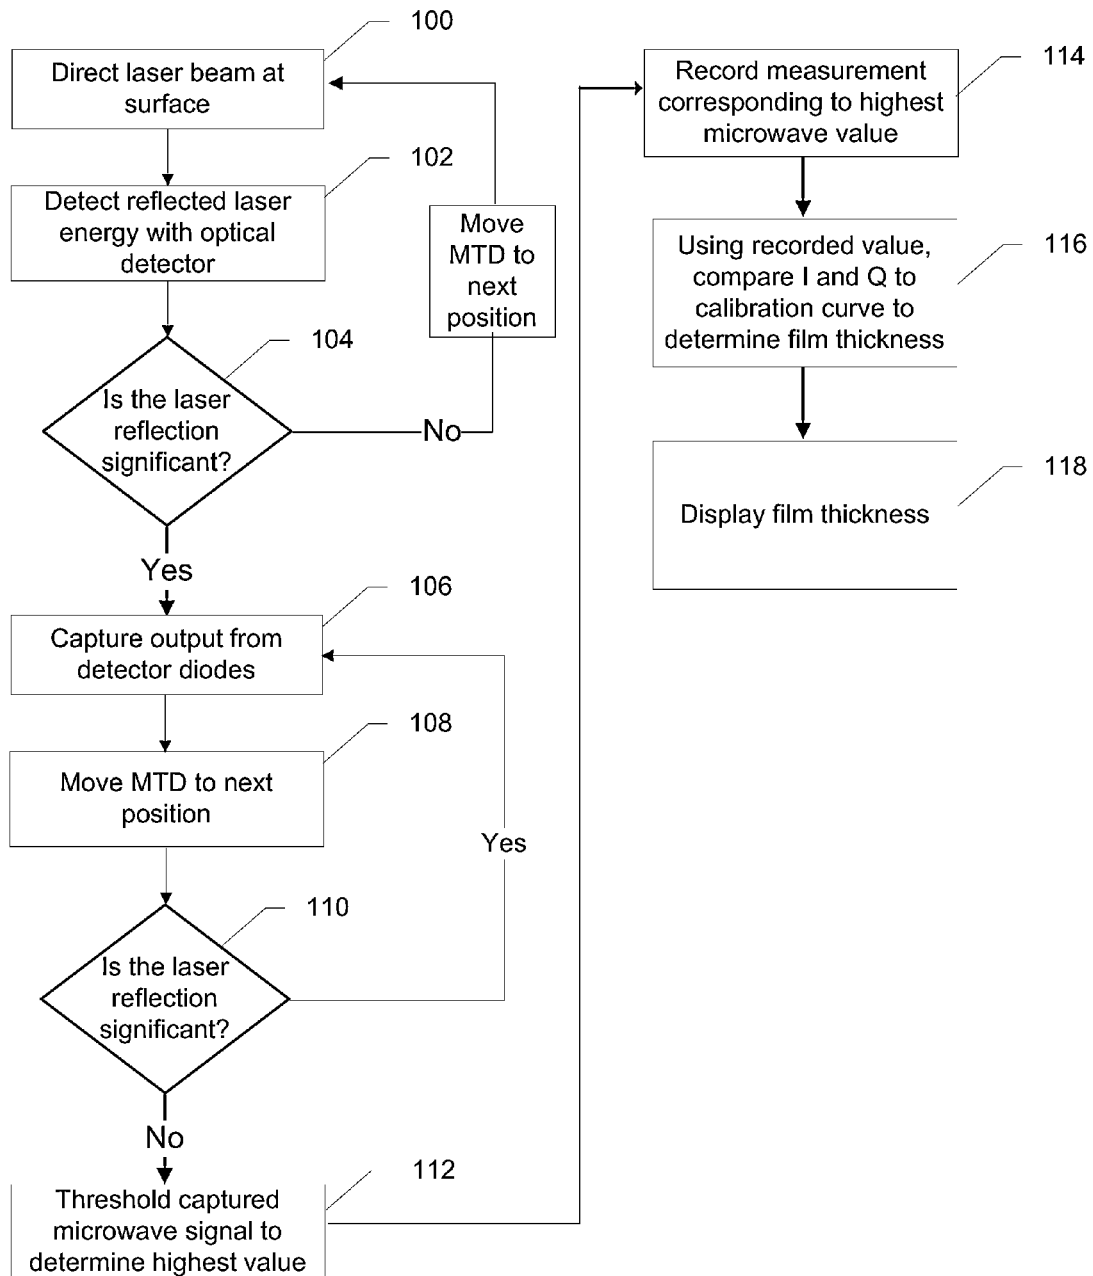 100
Direct laser beam at
surface
102
Detect reflected laser
energy with optical
detector
Move
MTD to
next
position
104
Is the laser
reflection
significant?
No
Yes
106
Capture output from
detector diodes
108
Move MTD to next
position
Yes
110
Is the laser
reflection
significant?
No
112
Threshold captured
microwave signal to
determine highest value
114
Record measurement
corresponding to highest
microwave value
116
Using recorded value,
compare I and Q to
calibration curve to
determine film thickness
118
Display film thickness